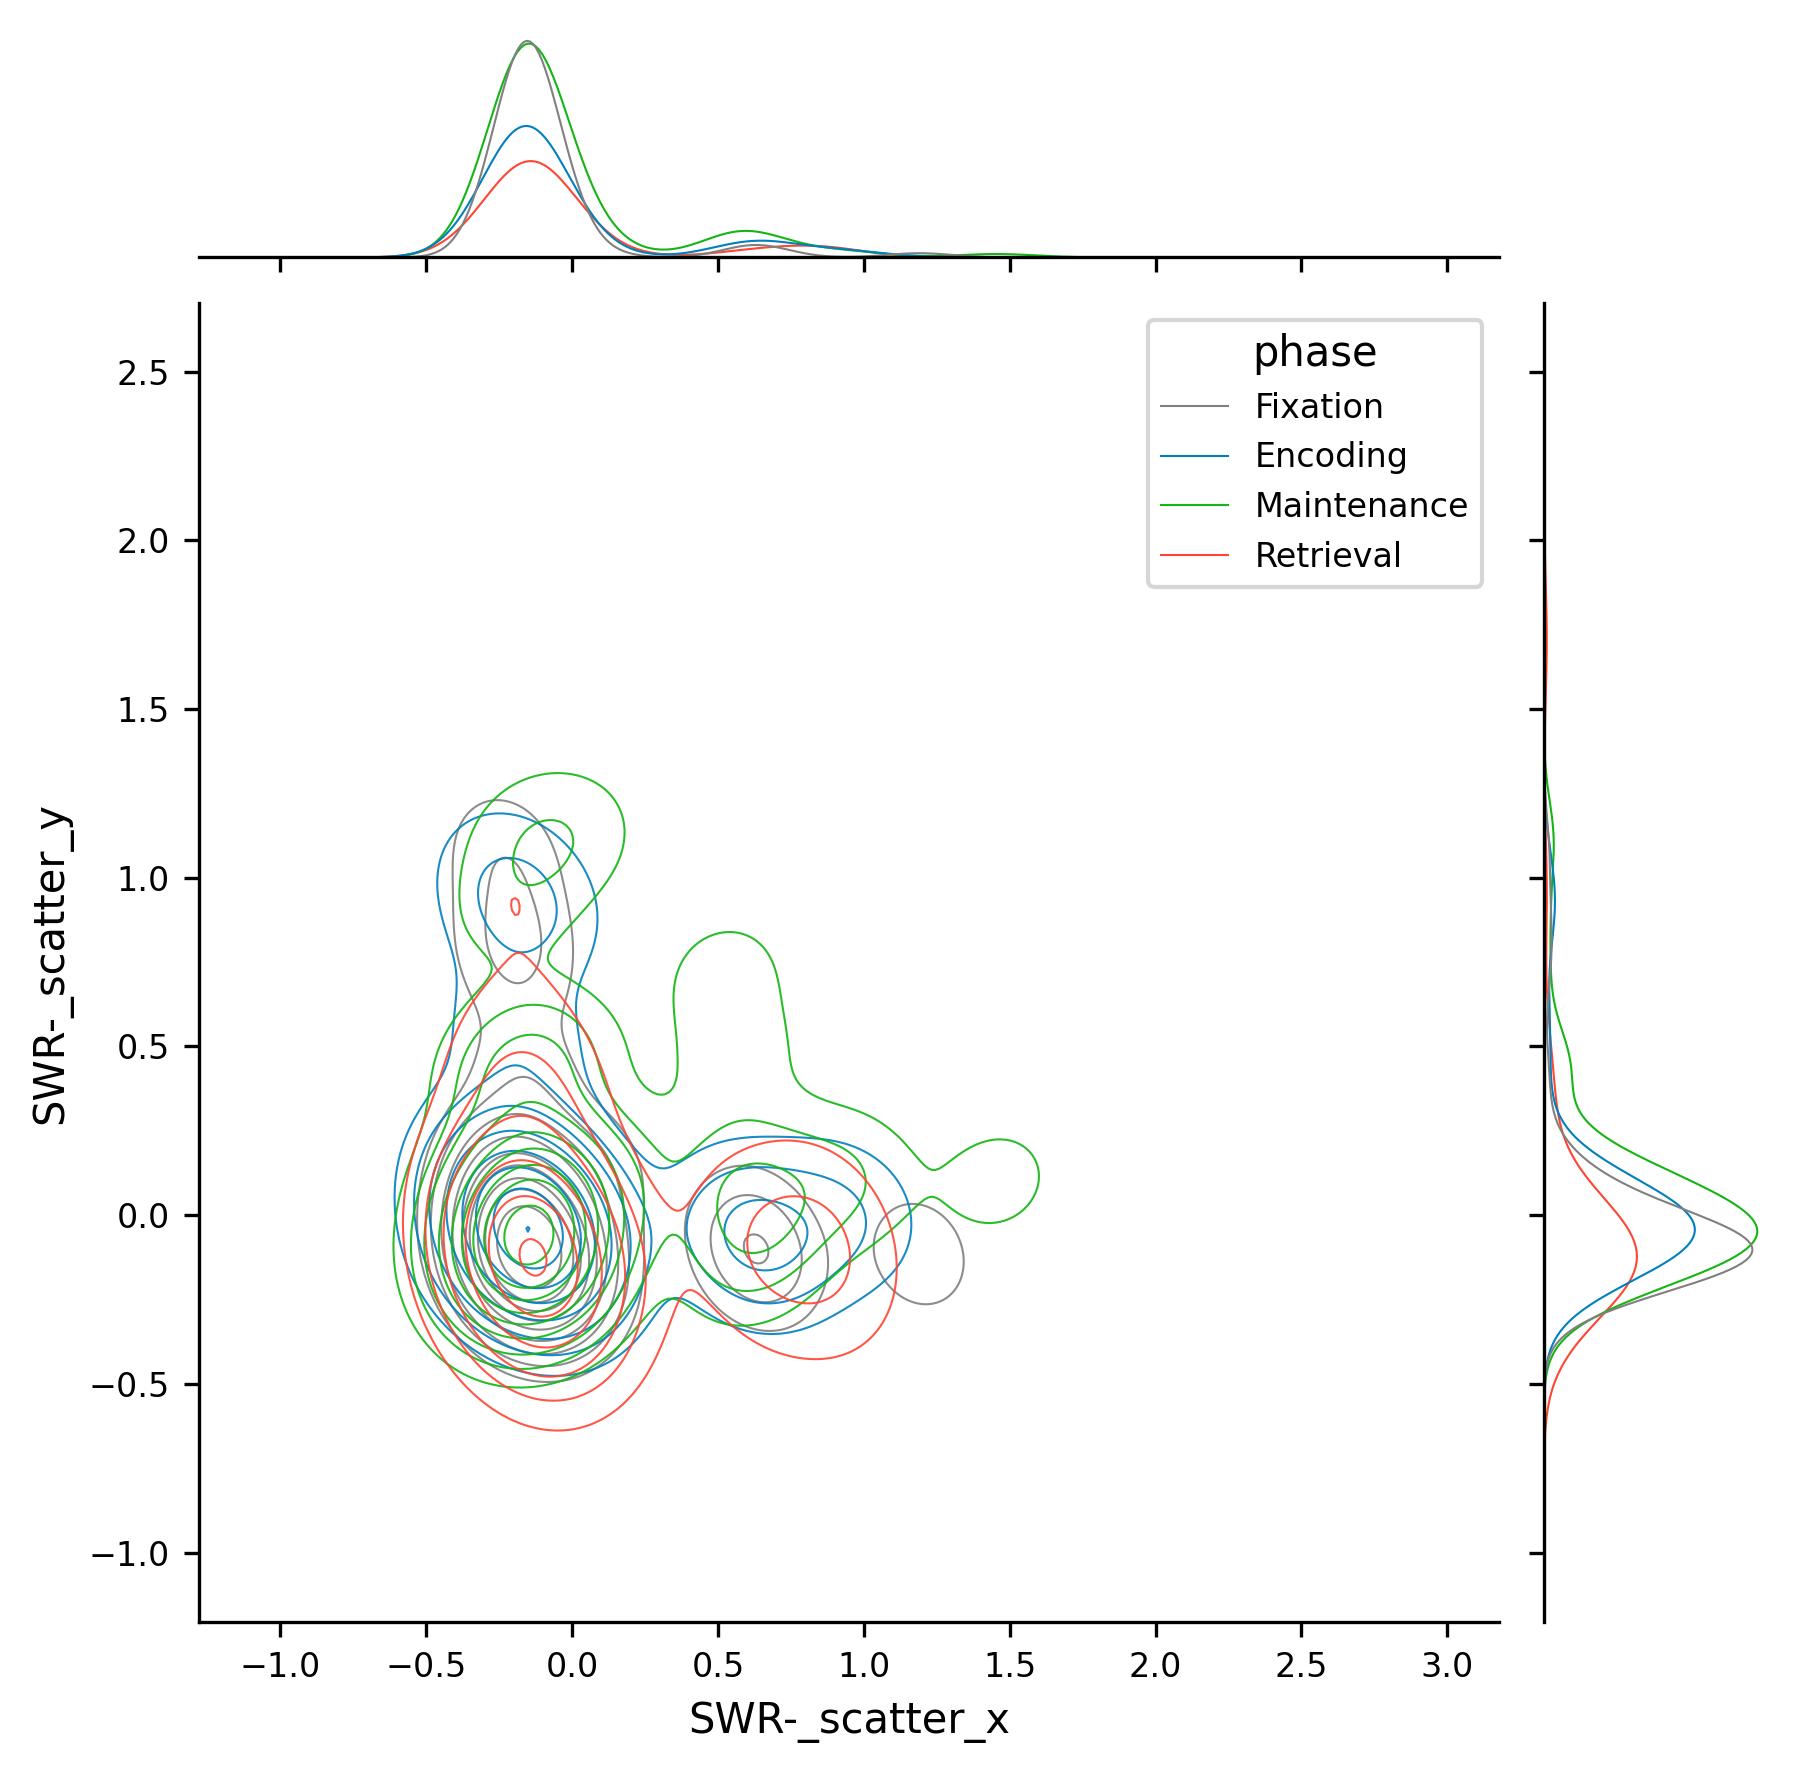 phase
Fixation
Encoding
Maintenance
Retrieval
2.5
2.0
1.5
1.0
0.5
0.0
−0.5
−1.0
SWR-_scatter_y
−1.0 −0.5 0.0 0.5 1.0 1.5 2.0 2.5 3.0
SWR-_scatter_x